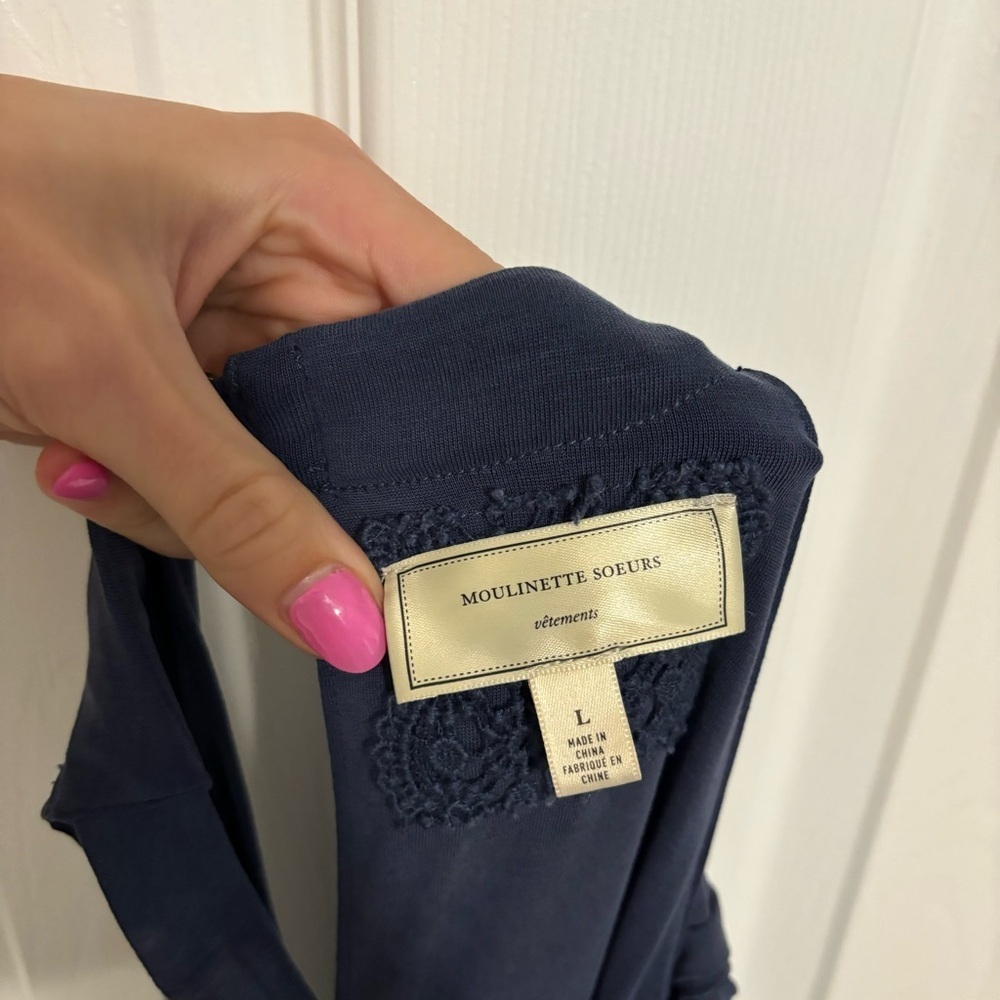 MOULINETTE SOEURS
vêtements
L
MADE IN
CHINA
FABRIQUÉ EN
CHINE